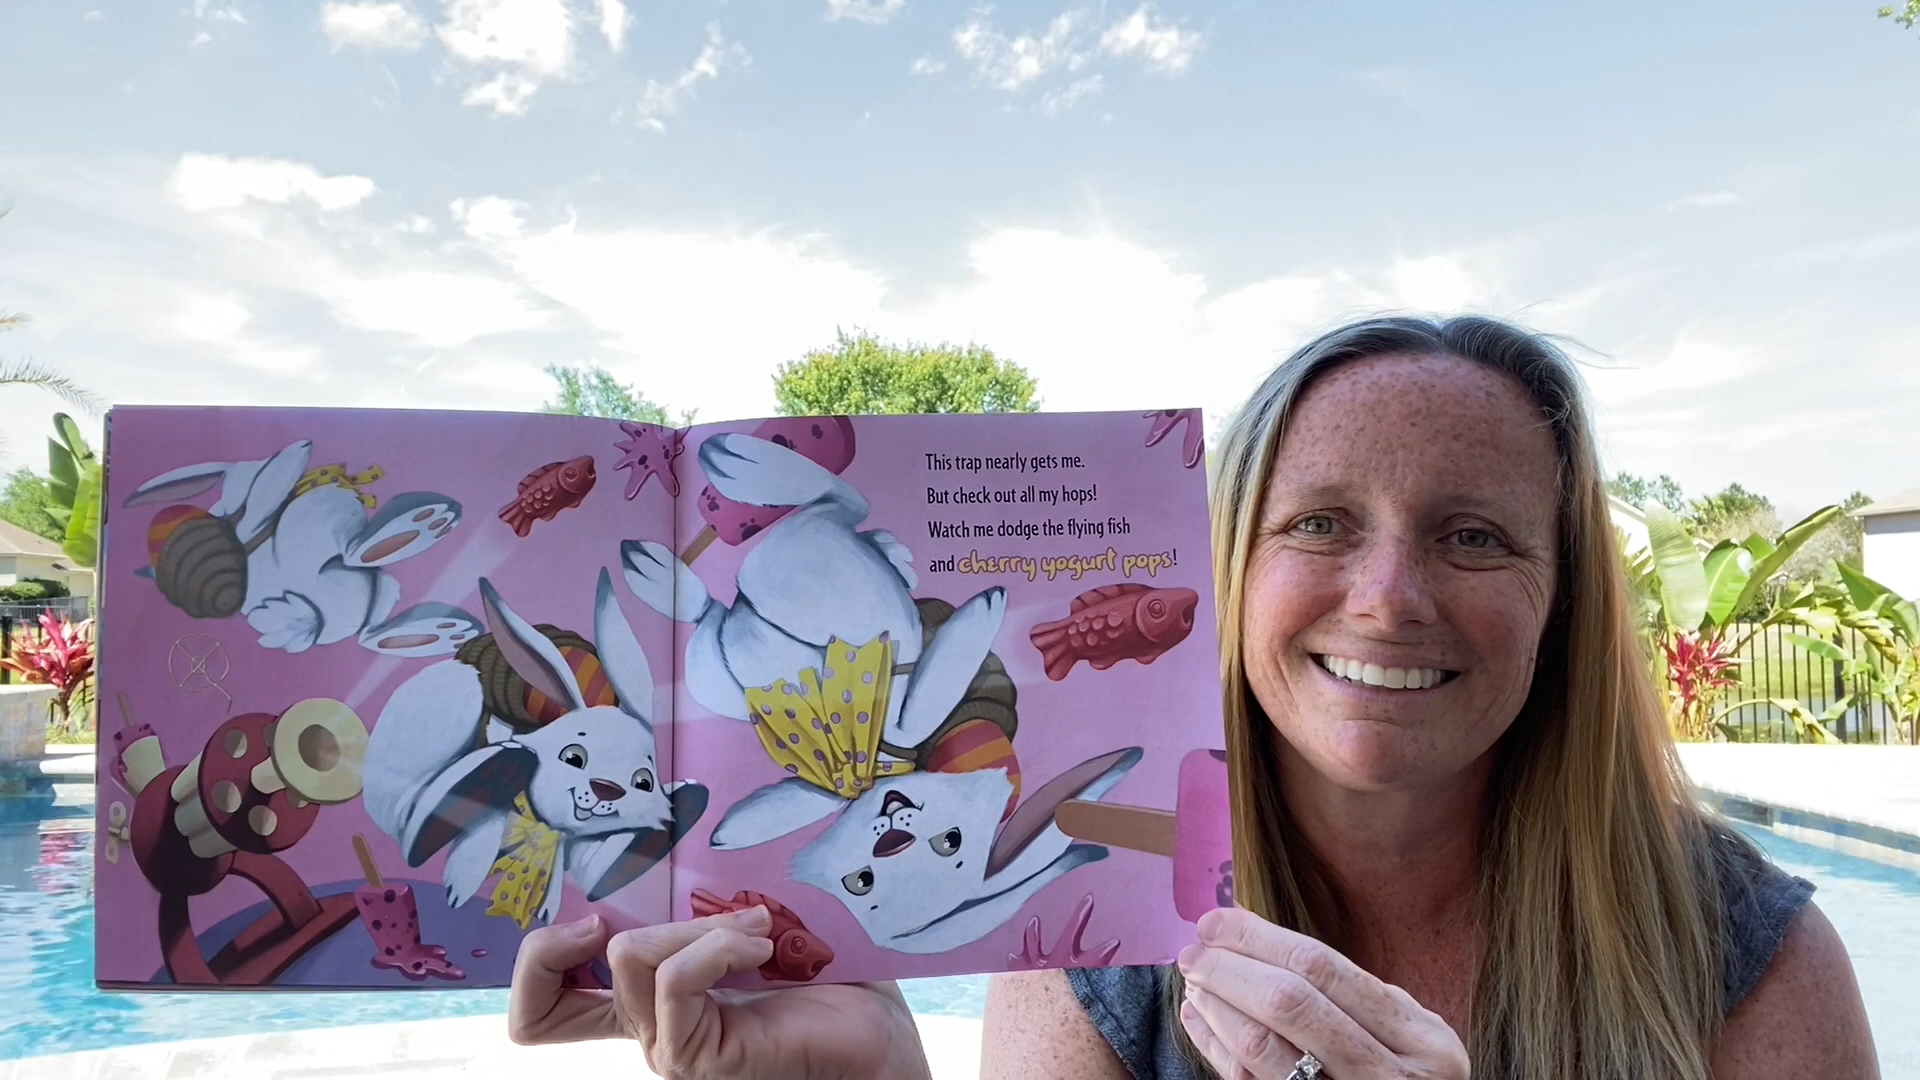 This trap nearly gets me.
But check out all my hops!
Watch me dodge the flying fish
and cherry yogurt pops!